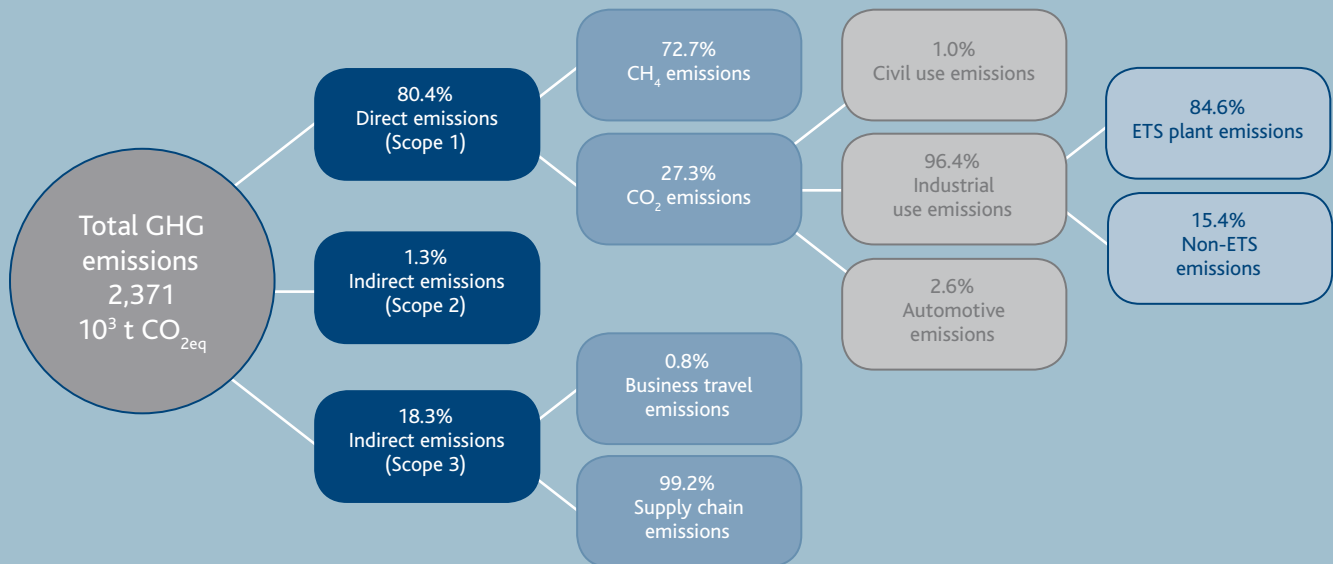 Total GHG
emissions
2,371
10³ t CO₂eq
80.4%
Direct emissions
(Scope 1)
1.3%
Indirect emissions
(Scope 2)
18.3%
Indirect emissions
(Scope 3)
72.7%
CH₄ emissions
27.3%
CO₂ emissions
0.8%
Business travel
emissions
99.2%
Supply chain
emissions
1.0%
Civil use emissions
96.4%
Industrial
use emissions
2.6%
Automotive
emissions
84.6%
ETS plant emissions
15.4%
Non-ETS
emissions